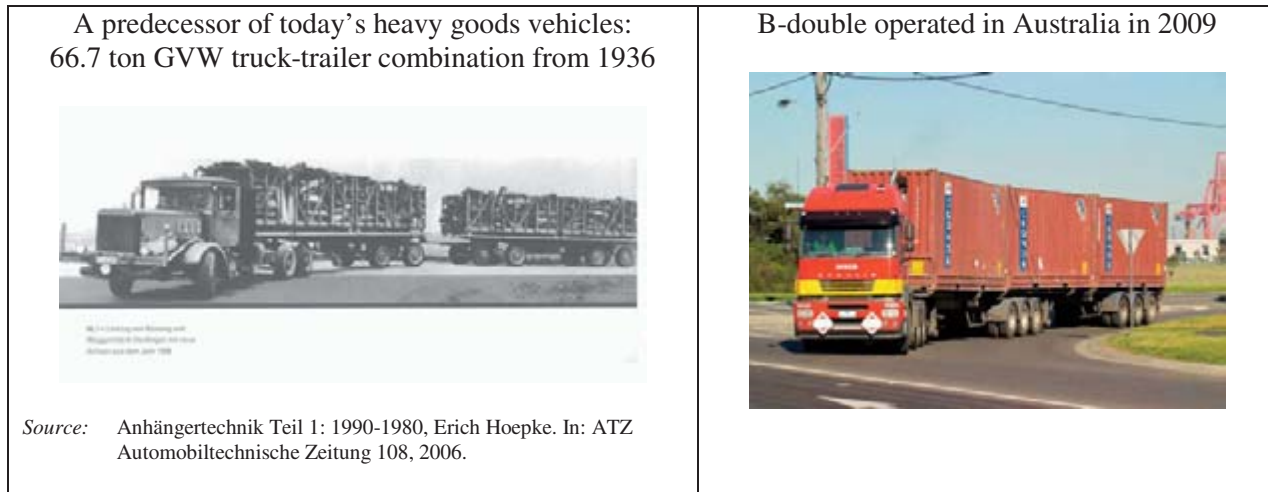 A predecessor of today's heavy goods vehicles:
66.7 ton GVW truck-trailer combination from 1936
Source: Anhängertechnik Teil 1: 1990-1980, Erich Hoepke. In: ATZ
Automobiltechnische Zeitung 108, 2006.
B-double operated in Australia in 2009